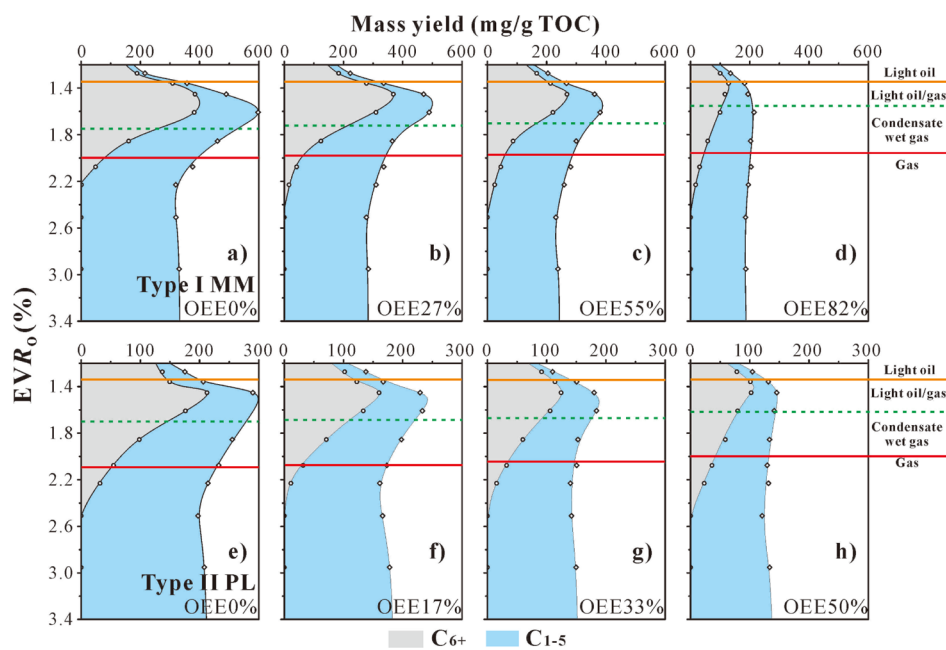 Mass yield (mg/g TOC)
0 200 400 600 0 200 400 600 0 200 400 600 0 200 400 600
Light oil
1.4
Light oil/gas
1.8
Condensate
wet gas
Gas
2.2
2.6
a) b) c) d)
3.0
Type I MM
OEE0% OEE27% OEE55% OEE82%
3.4
EVRo (%)
0 100 200 300 0 100 200 300 0 100 200 300 0 100 200 300
Light oil
1.4
Light oil/gas
1.8
Condensate
wet gas
Gas
2.2
2.6
e) f) g) h)
3.0
Type II PL
OEE0% OEE17% OEE33% OEE50%
3.4
C6+ C1-5